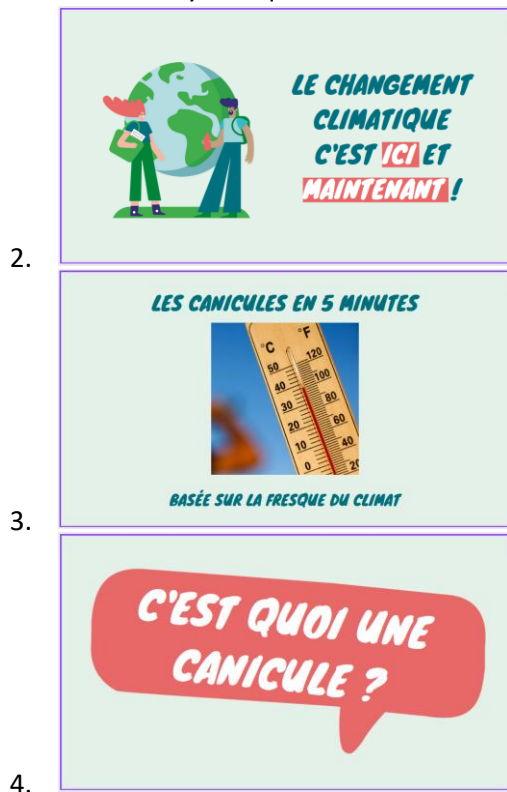 LE CHANGEMENT
CLIMATIQUE
C'EST ICI ET
MAINTENANT !
2.
LES CANICULES EN 5 MINUTES
°C °F
50 120
40 100
30 80
20 60
10 40
0 20
BASÉE SUR LA FRESQUE DU CLIMAT
3.
C'EST QUOI UNE
CANICULE ?
4.